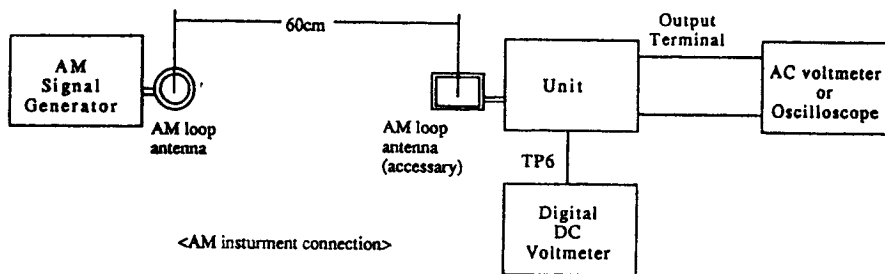 60cm
AM
Signal
Generator
AM loop
antenna
AM loop
antenna
(accessary)
Unit
Output
Terminal
AC voltmeter
or
Oscilloscope
TP6
Digital
DC
Voltmeter
<AM insturment connection>